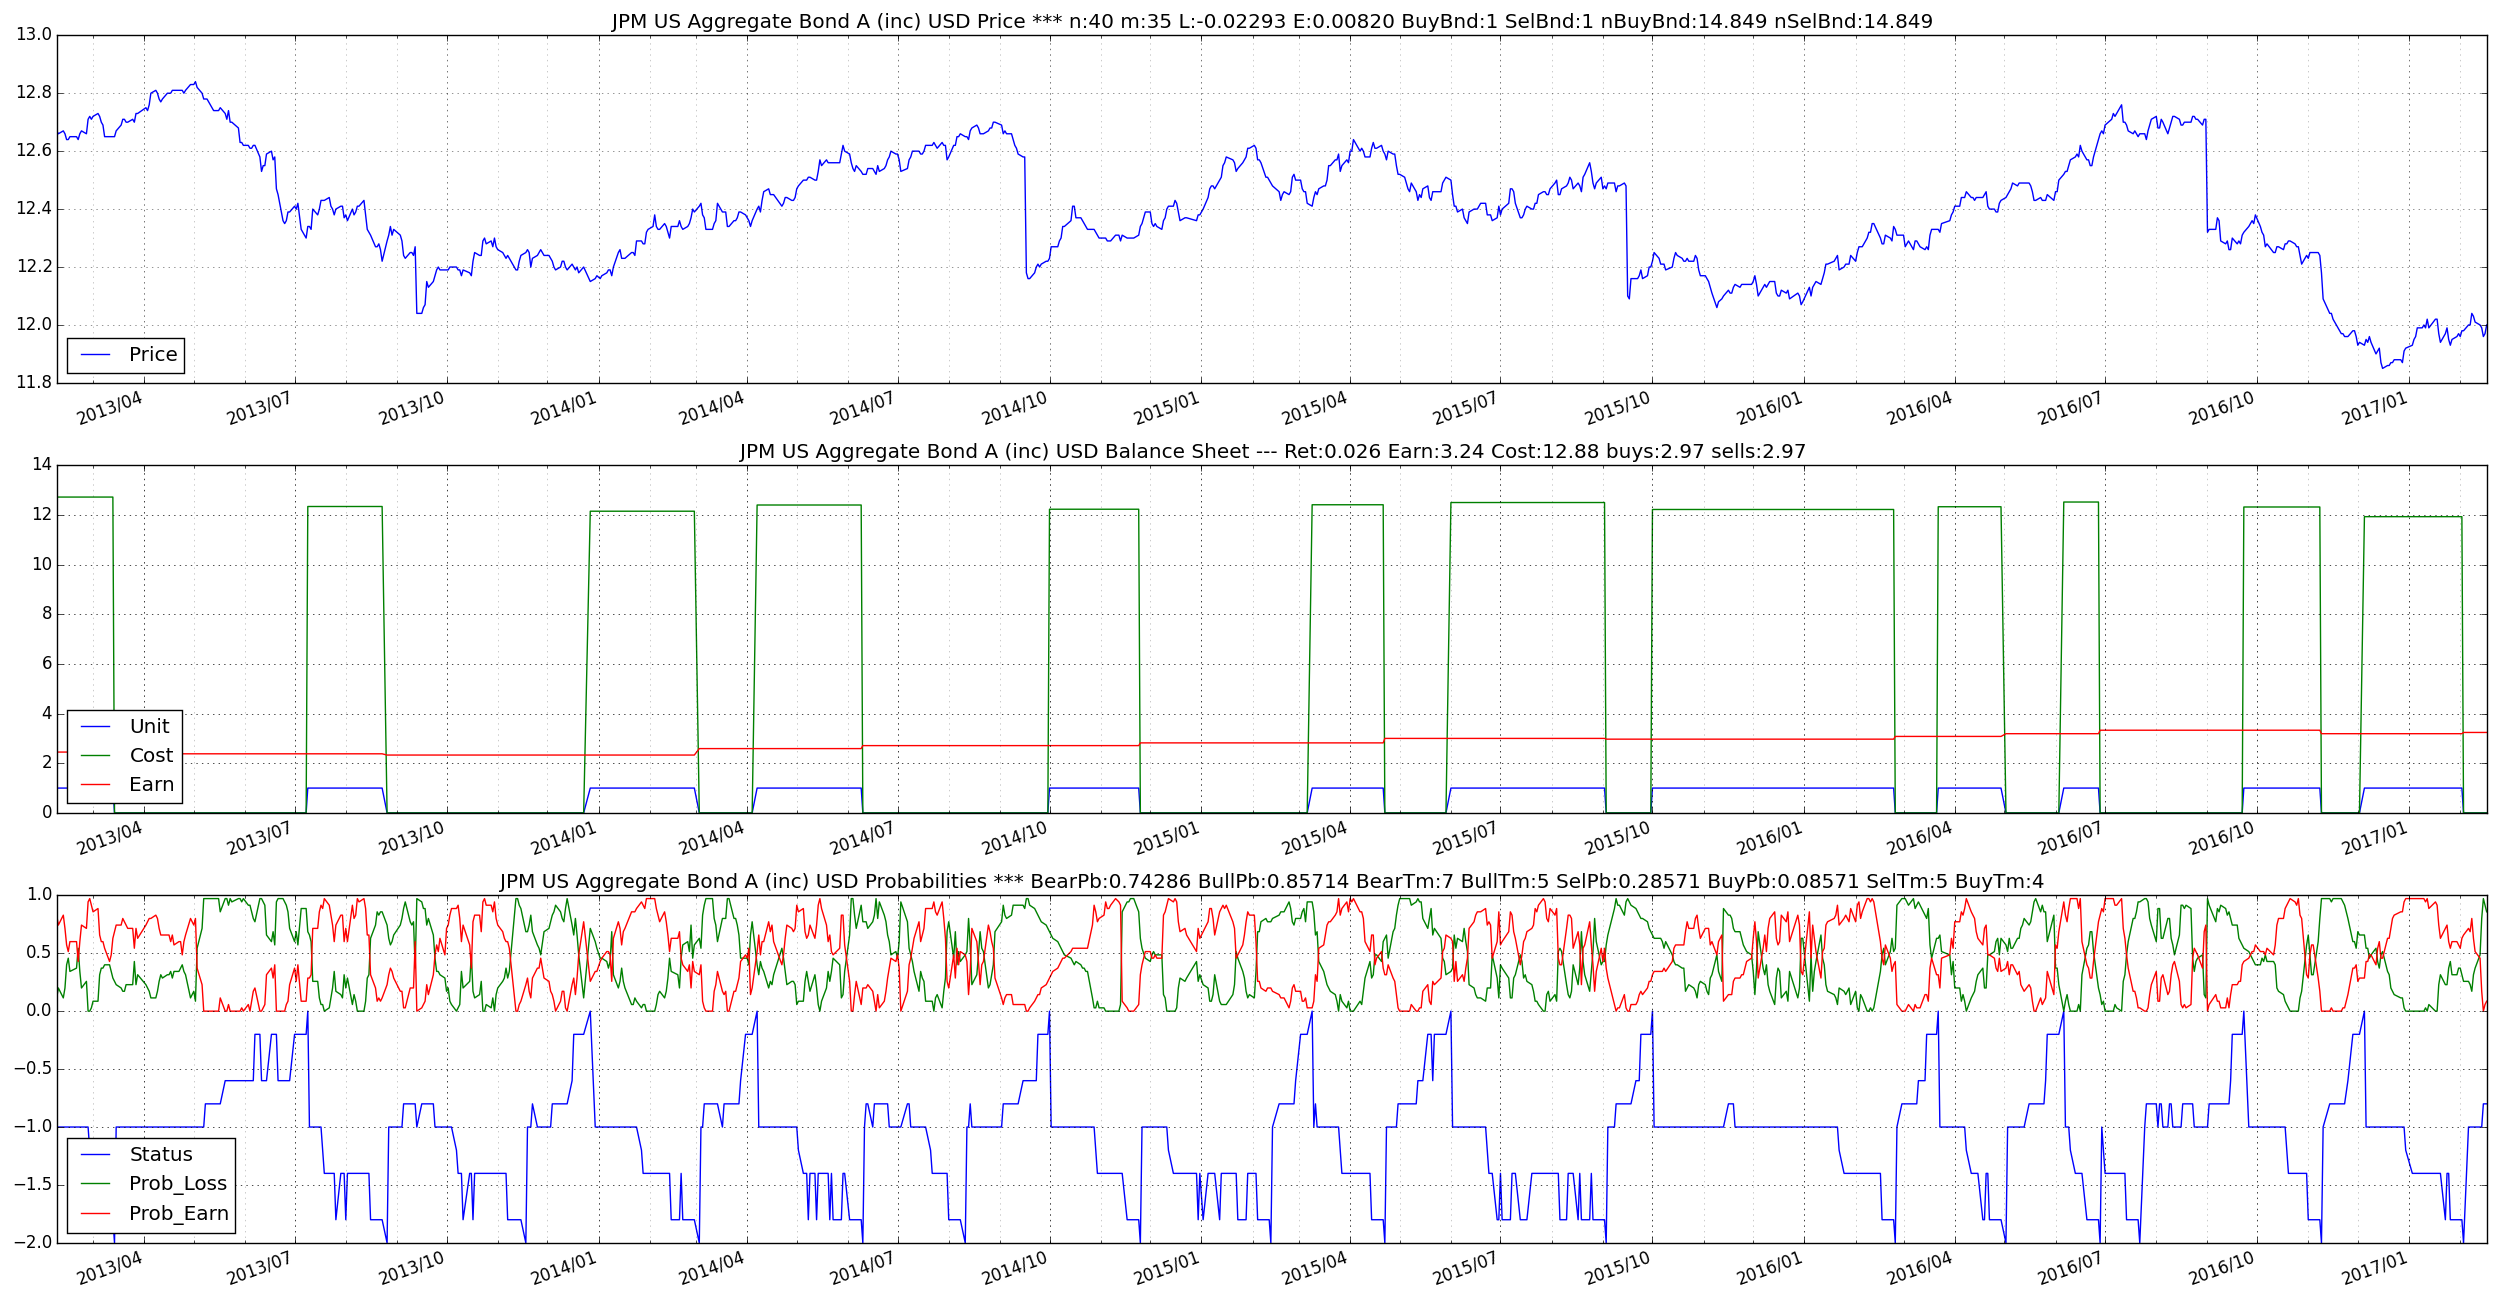 JPM US Aggregate Bond A (inc) USD Price *** n:40 m:35 L:-0.02293 E:0.00820 BuyBnd:1 SelBnd:1 nBuyBnd:14.849 nSelBnd:14.849
13.0
12.8
12.6
12.4
12.2
12.0
11.8
Price
2013/04 2013/07 2013/10 2014/01 2014/04 2014/07 2014/10 2015/01 2015/04 2015/07 2015/10 2016/01 2016/04 2016/07 2016/10 2017/01
JPM US Aggregate Bond A (inc) USD Balance Sheet --- Ret:0.026 Earn:3.24 Cost:12.88 buys:2.97 sells:2.97
14
12
10
8
6
4
2
0
Unit
Cost
Earn
2013/04 2013/07 2013/10 2014/01 2014/04 2014/07 2014/10 2015/01 2015/04 2015/07 2015/10 2016/01 2016/04 2016/07 2016/10 2017/01
JPM US Aggregate Bond A (inc) USD Probabilities *** BearPb:0.74286 BullPb:0.85714 BearTm:7 BullTm:5 SelPb:0.28571 BuyPb:0.08571 SelTm:5 BuyTm:4
1.0
0.5
0.0
−0.5
−1.0
−1.5
−2.0
Status
Prob_Loss
Prob_Earn
2013/04 2013/07 2013/10 2014/01 2014/04 2014/07 2014/10 2015/01 2015/04 2015/07 2015/10 2016/01 2016/04 2016/07 2016/10 2017/01